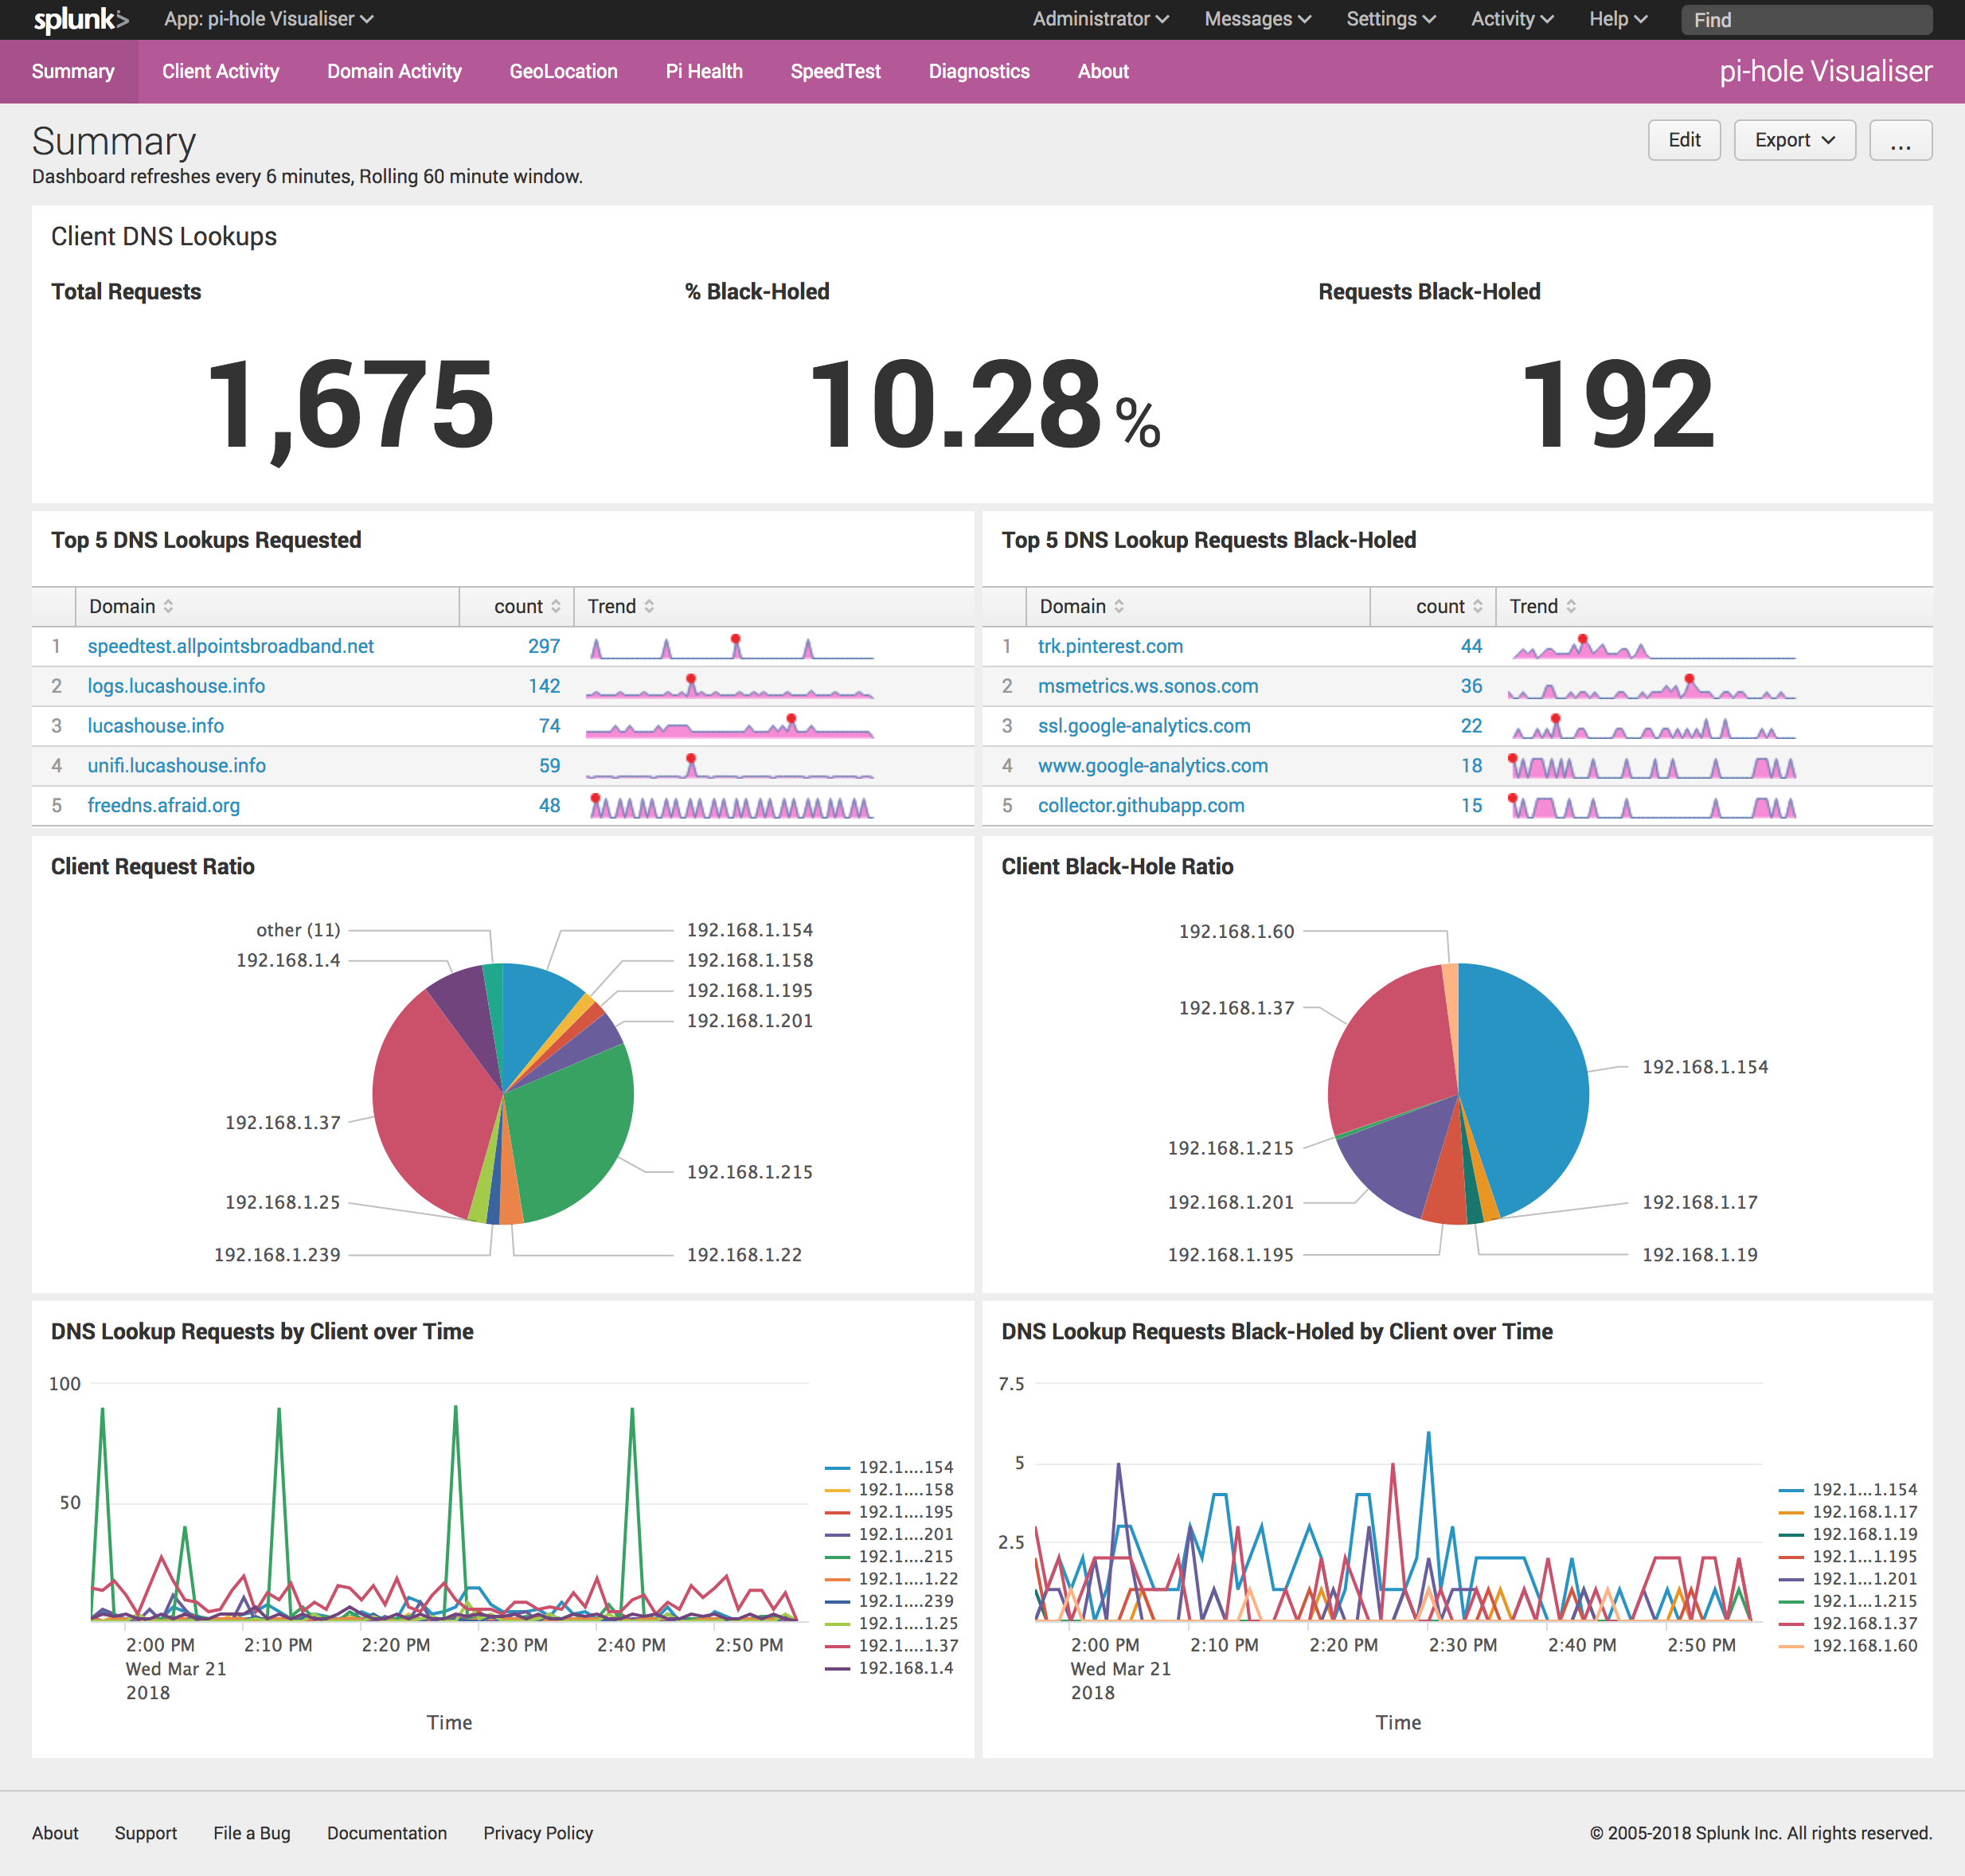 splunk> App: pi-hole Visualiser Administrator Messages Settings Activity Help Find
Summary Client Activity Domain Activity GeoLocation Pi Health SpeedTest Diagnostics About pi-hole Visualiser
Summary
Edit Export ...
Dashboard refreshes every 6 minutes, Rolling 60 minute window.
Client DNS Lookups
Total Requests % Black-Holed Requests Black-Holed
1,675 10.28 % 192
Top 5 DNS Lookups Requested
Domain count Trend
1 speedtest.allpointsbroadband.net 297
2 logs.lucashouse.info 142
3 lucashouse.info 74
4 unifi.lucashouse.info 59
5 freedns.afraid.org 48
Top 5 DNS Lookup Requests Black-Holed
Domain count Trend
1 trk.pinterest.com 44
2 msmetrics.ws.sonos.com 36
3 ssl.google-analytics.com 22
4 www.google-analytics.com 18
5 collector.githubapp.com 15
Client Request Ratio
other (11) 192.168.1.154
192.168.1.4 192.168.1.158
192.168.1.195
192.168.1.201
192.168.1.37
192.168.1.215
192.168.1.25
192.168.1.239 192.168.1.22
Client Black-Hole Ratio
192.168.1.60
192.168.1.37
192.168.1.154
192.168.1.215
192.168.1.201 192.168.1.17
192.168.1.195 192.168.1.19
DNS Lookup Requests by Client over Time
100
50
192.1....154
192.1....158
192.1....195
192.1....201
192.1....215
192.1....1.22
192.1....239
192.1....1.25
192.1....1.37
192.168.1.4
2:00 PM 2:10 PM 2:20 PM 2:30 PM 2:40 PM 2:50 PM
Wed Mar 21
2018
Time
DNS Lookup Requests Black-Holed by Client over Time
7.5
5
2.5
192.1...1.154
192.168.1.17
192.168.1.19
192.1...1.195
192.1...1.201
192.1...1.215
192.168.1.37
192.168.1.60
2:00 PM 2:10 PM 2:20 PM 2:30 PM 2:40 PM 2:50 PM
Wed Mar 21
2018
Time
About Support File a Bug Documentation Privacy Policy © 2005-2018 Splunk Inc. All rights reserved.